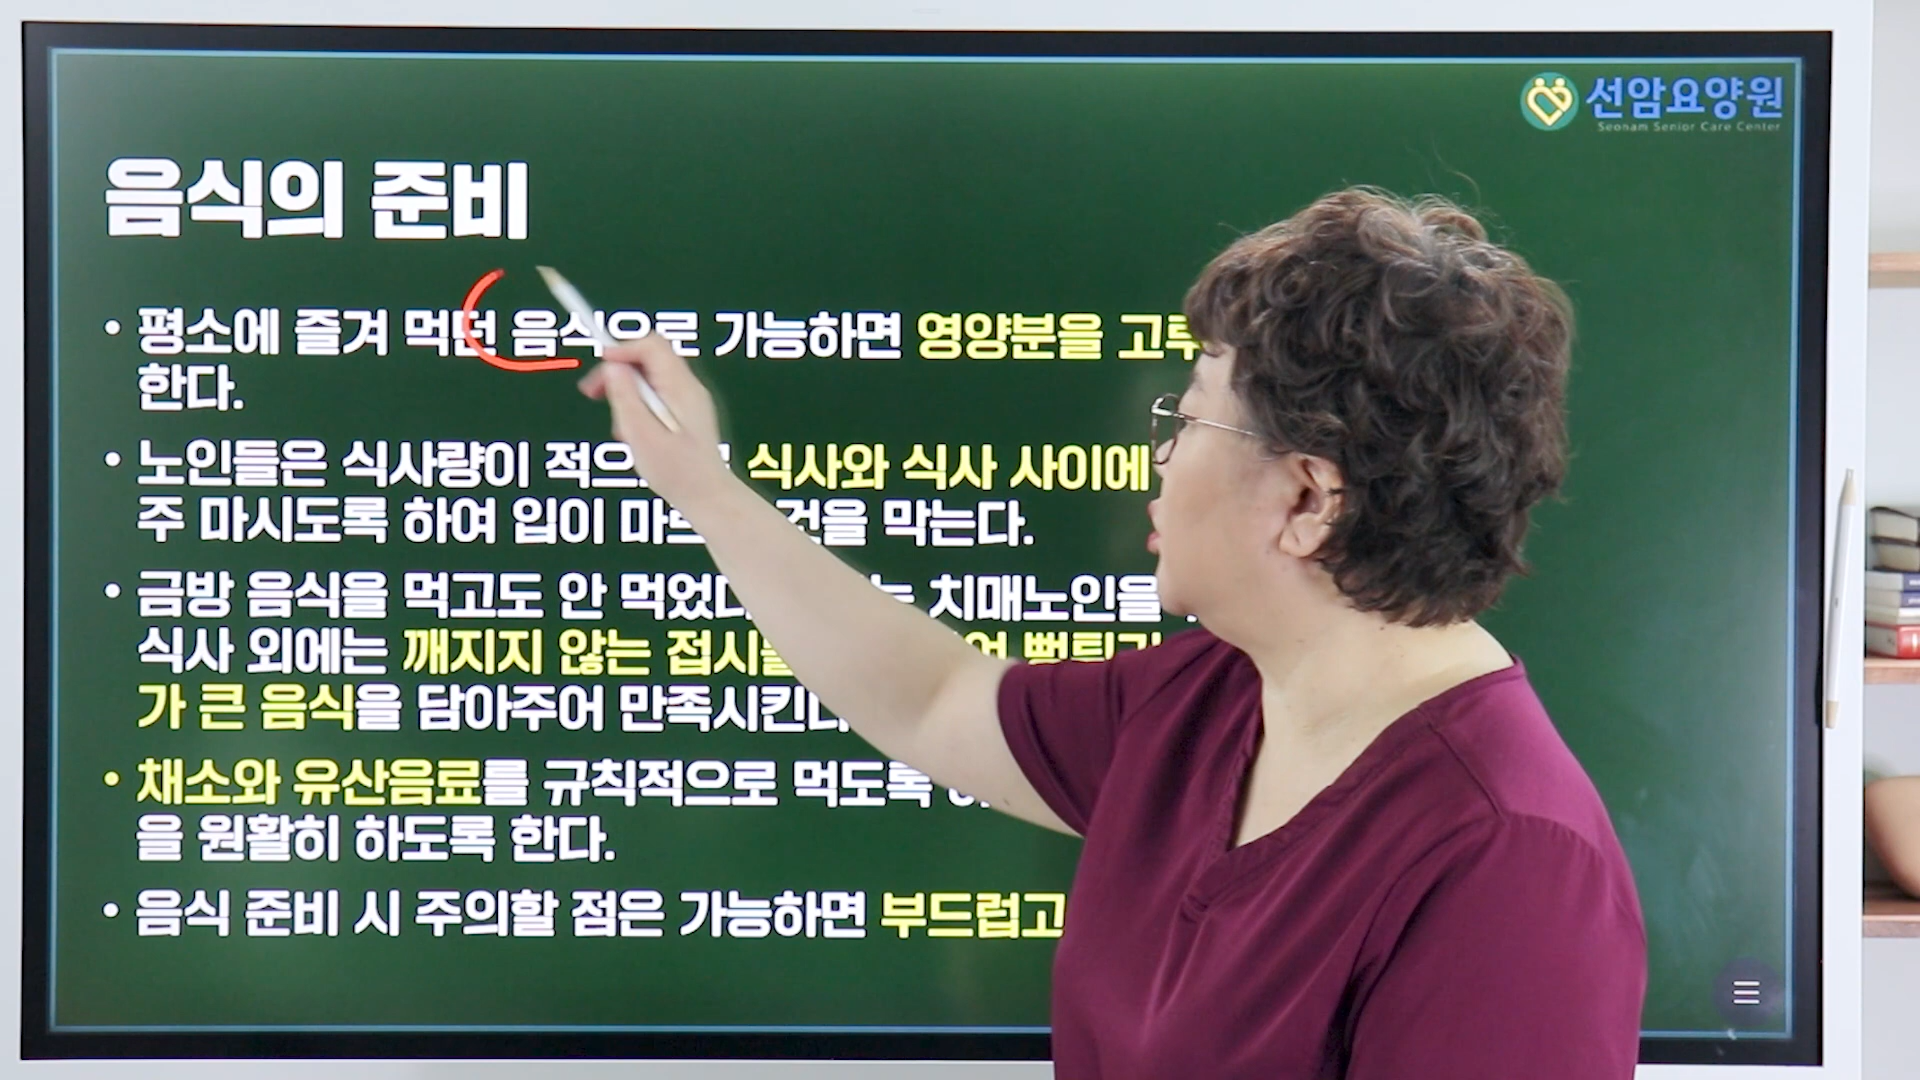 선암요양원
Seonam Senior Care Center
음식의 준비
• 평소에 즐겨 먹던 음식으로 가능하면 영양분을
한다.
• 노인들은 식사량이 적으 식사와 식사 사이에
주 마시도록 하여 입이 막는다.
• 금방 음식을 먹고도 안 치매노인을
식사 외에는 깨지지 않는 접시를
가 큰 음식을 담아주어 만족시킨다
• 채소와 유산음료를 규칙적으로 먹도록
을 원활히 하도록 한다.
• 음식 준비 시 주의할 점은 가능하면 부드럽고